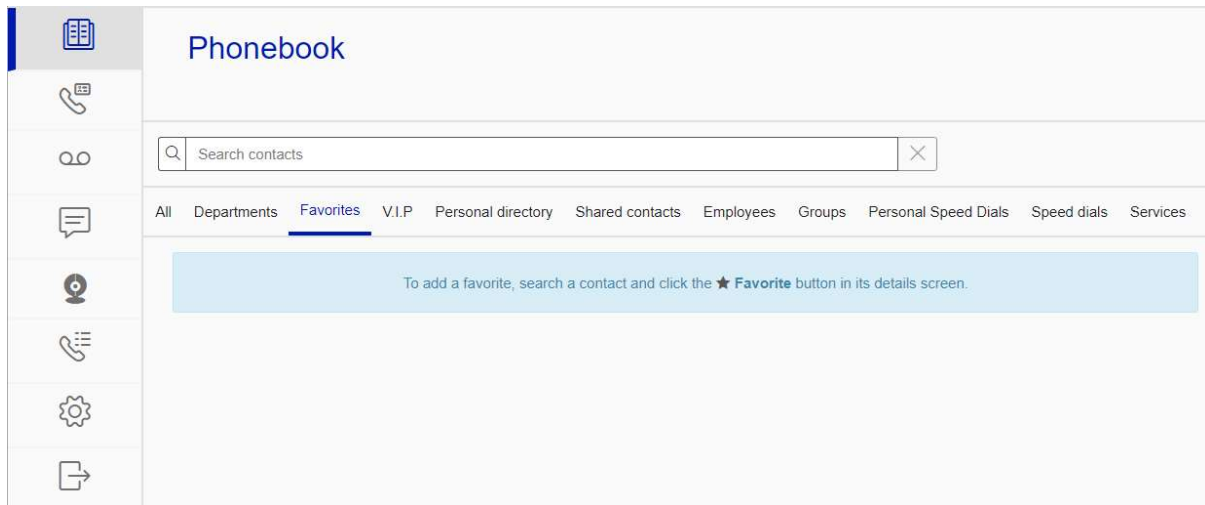 Phonebook
Search contacts
All Departments Favorites V.I.P Personal directory Shared contacts Employees Groups Personal Speed Dials Speed dials Services
To add a favorite, search a contact and click the ★ Favorite button in its details screen.